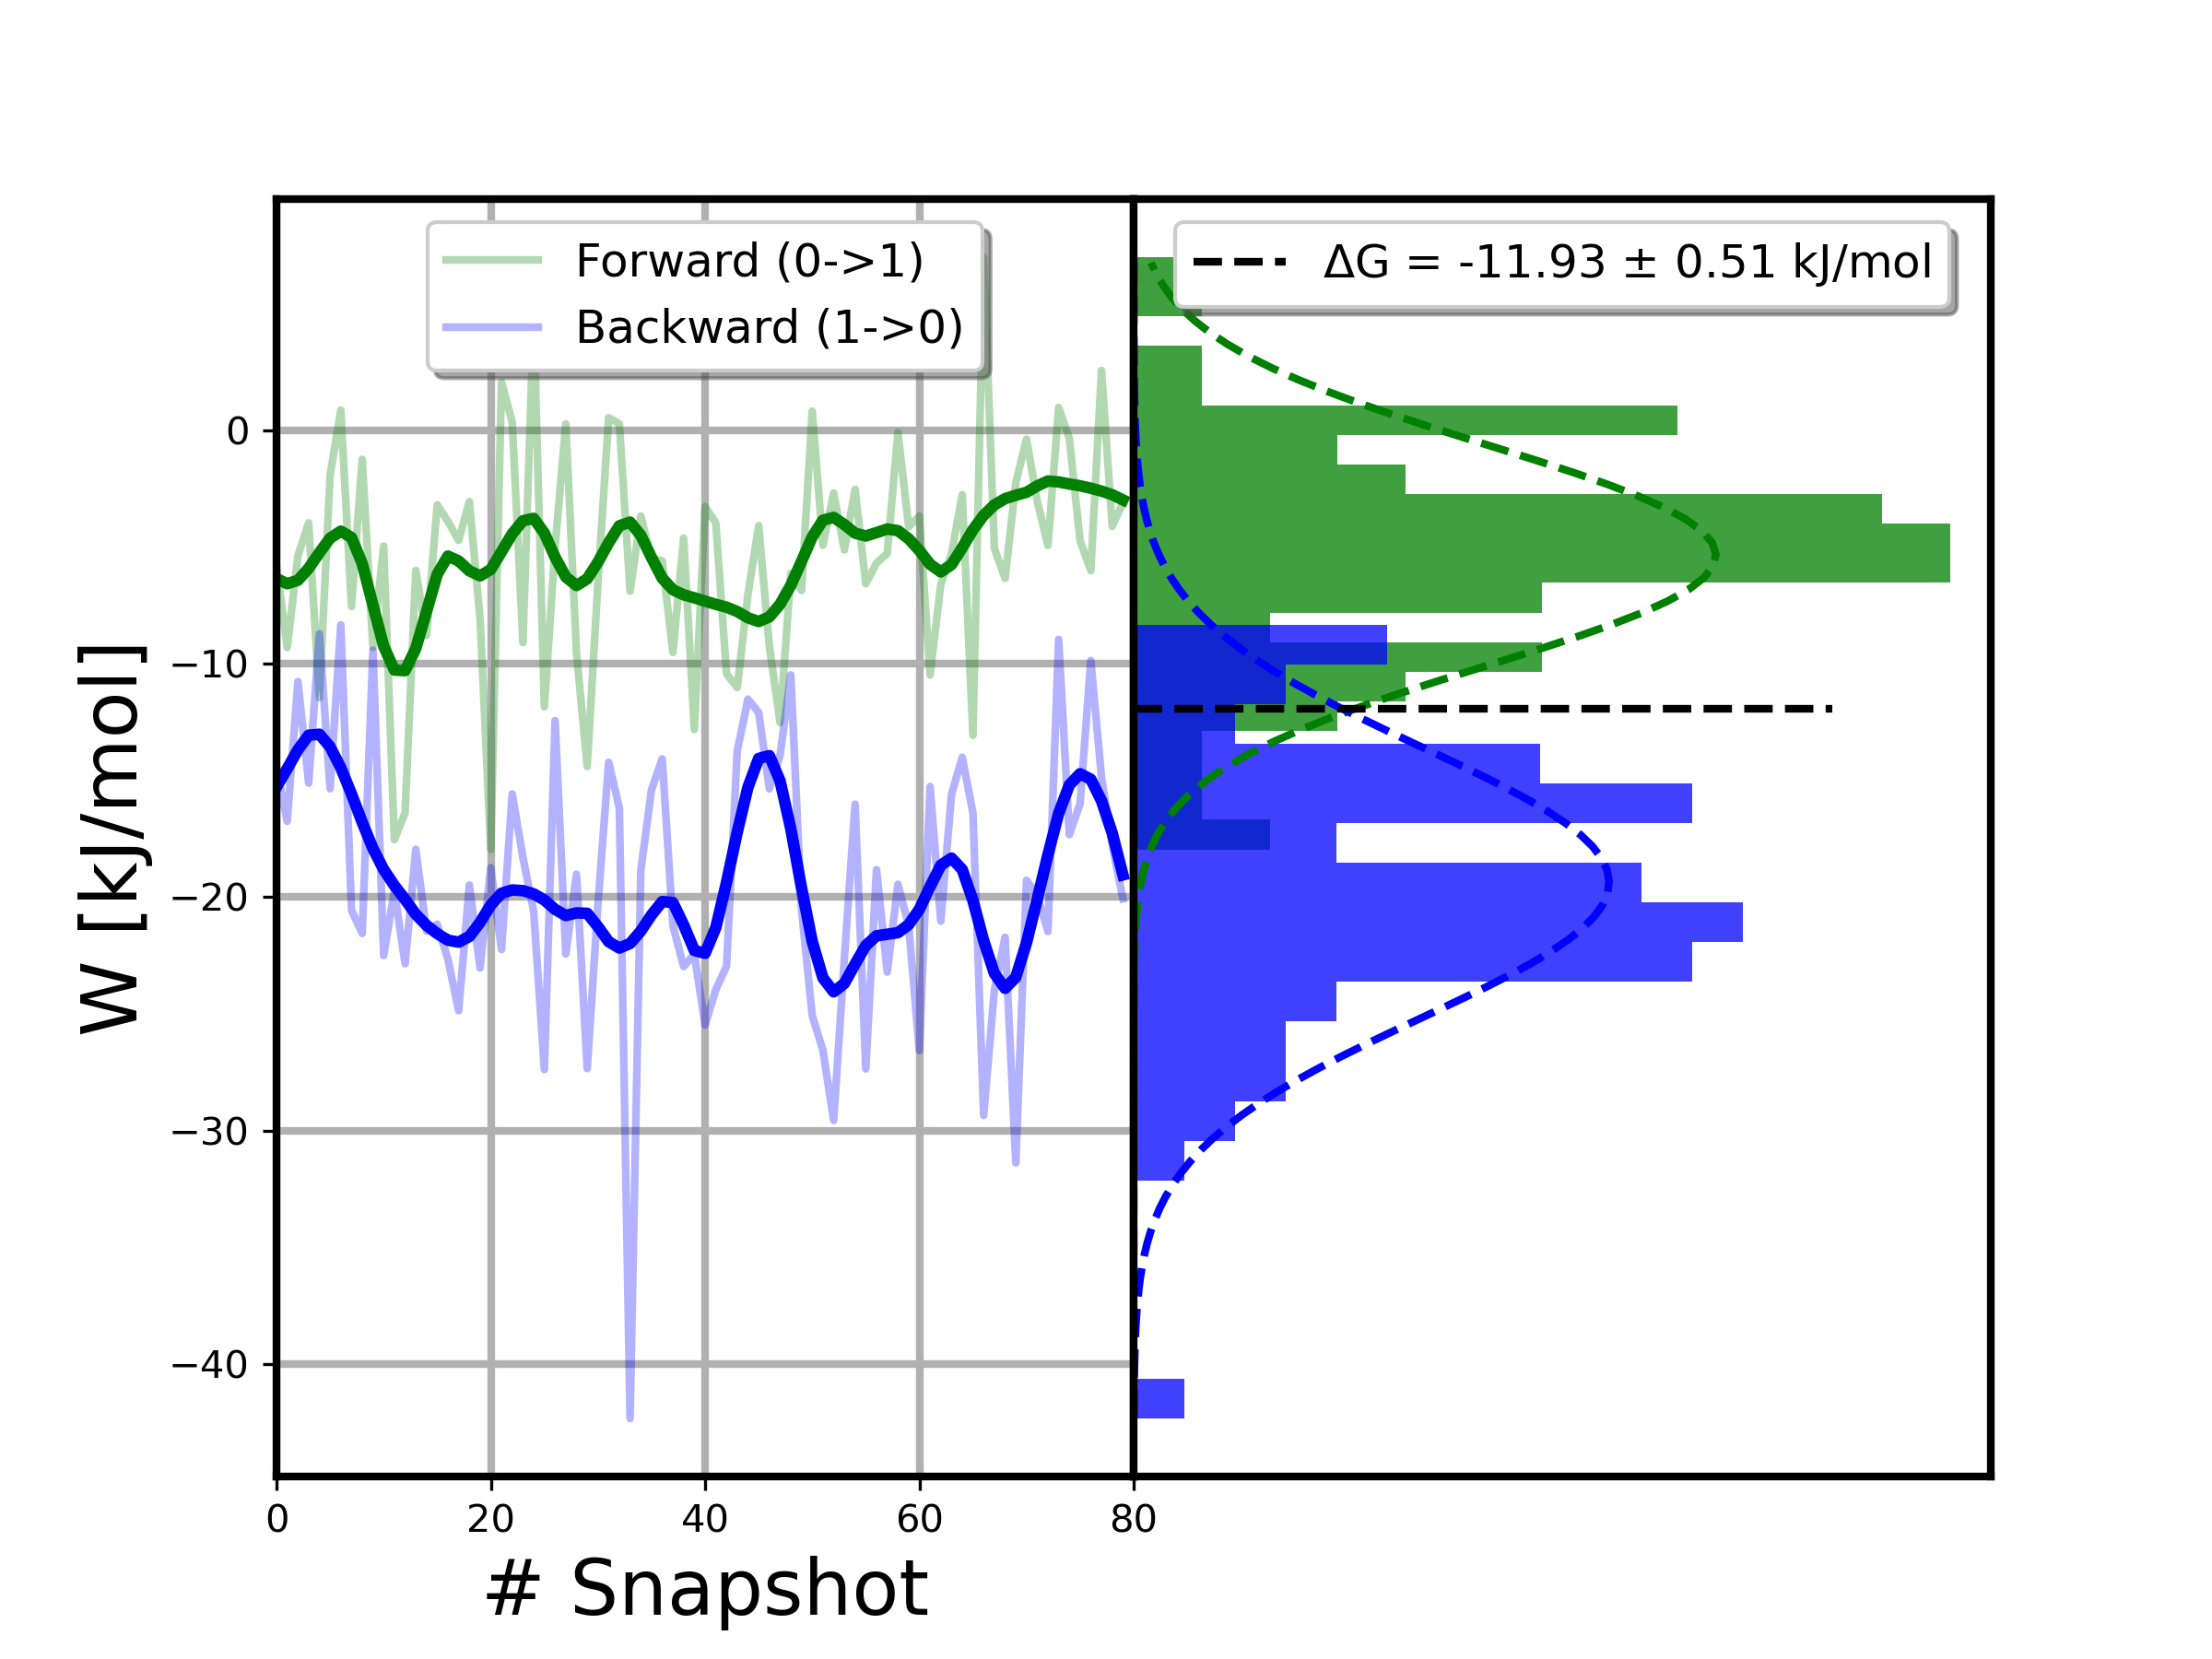 Forward (0->1)
Backward (1->0)
ΔG = -11.93 ± 0.51 kJ/mol
W [kJ/mol]
0
−10
−20
−30
−40
0 20 40 60 80
# Snapshot